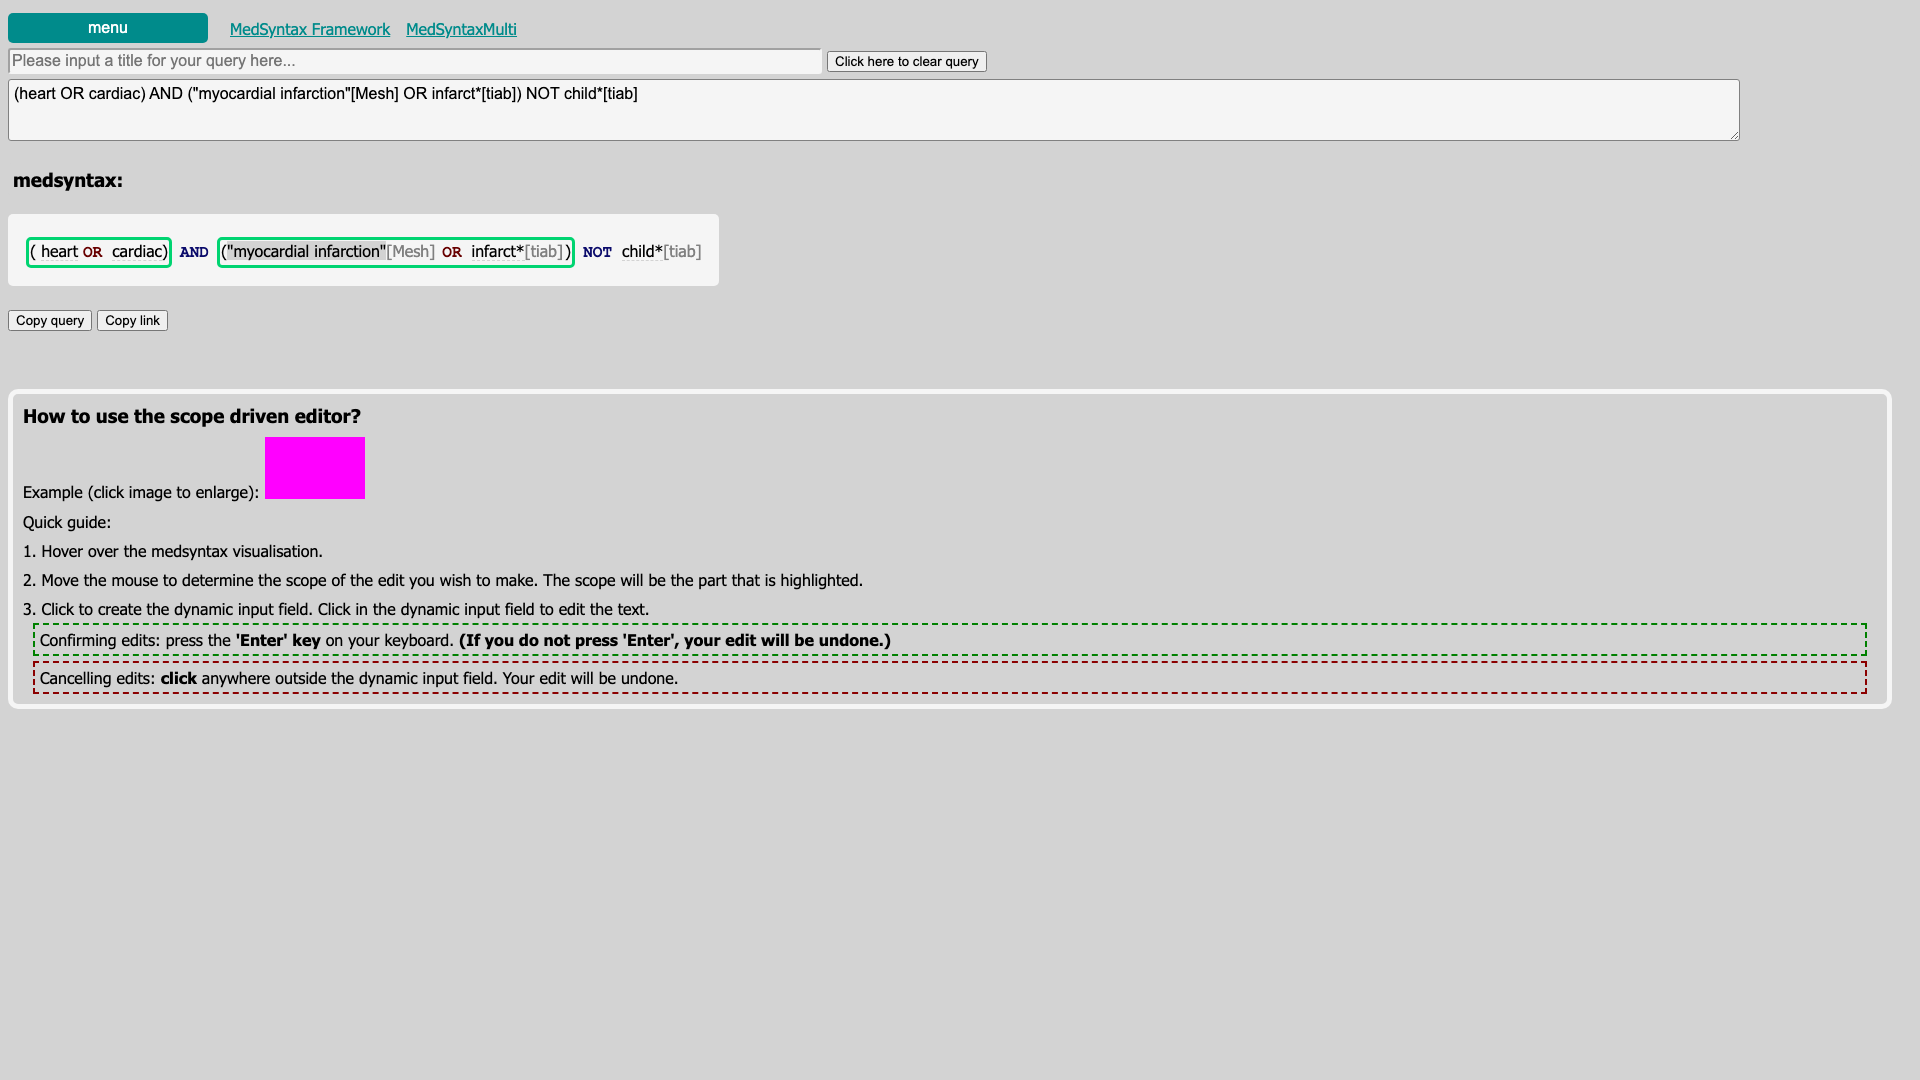 menu MedSyntax Framework MedSyntaxMulti
Please input a title for your query here... Click here to clear query
(heart OR cardiac) AND ("myocardial infarction"[Mesh] OR infarct*[tiab]) NOT child*[tiab]
medsyntax:
( heart OR cardiac) AND ("myocardial infarction"[Mesh] OR infarct*[tiab]) NOT child*[tiab]
Copy query Copy link
How to use the scope driven editor?
Example (click image to enlarge):
Quick guide:
1. Hover over the medsyntax visualisation.
2. Move the mouse to determine the scope of the edit you wish to make. The scope will be the part that is highlighted.
3. Click to create the dynamic input field. Click in the dynamic input field to edit the text.
Confirming edits: press the 'Enter' key on your keyboard. (If you do not press 'Enter', your edit will be undone.)
Cancelling edits: click anywhere outside the dynamic input field. Your edit will be undone.